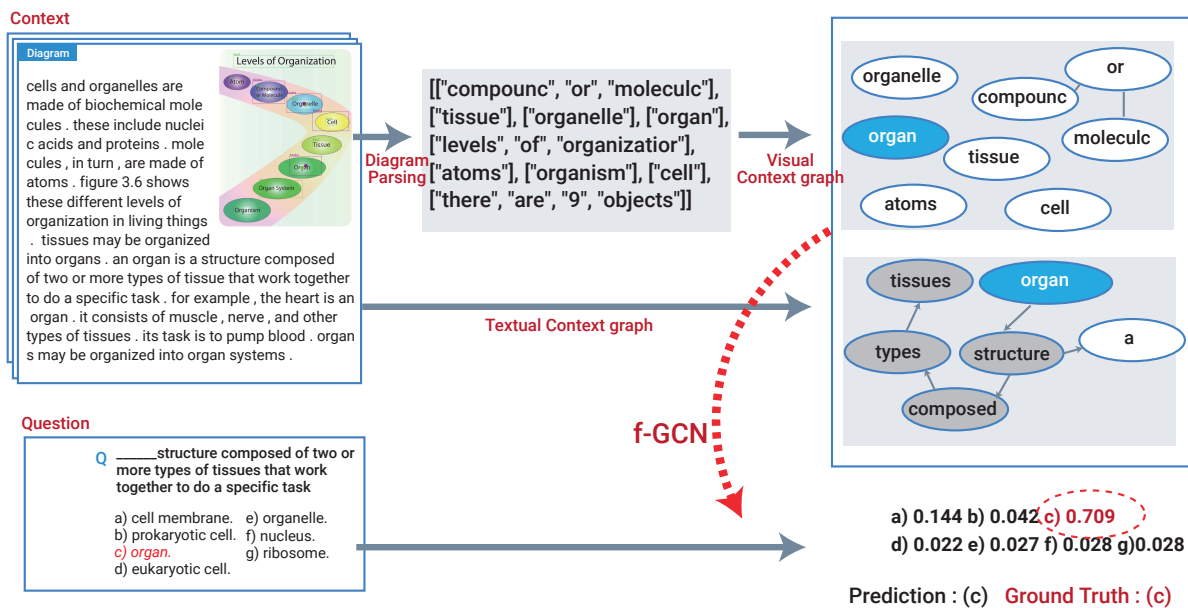 Context
Diagram
cells and organelles are
made of biochemical mole
cules . these include nuclei
c acids and proteins . mole
cules , in turn , are made of
atoms . figure 3.6 shows
these different levels of
organization in living things
. tissues may be organized
into organs . an organ is a structure composed
of two or more types of tissue that work together
to do a specific task . for example , the heart is an
organ . it consists of muscle , nerve , and other
types of tissues . its task is to pump blood . organ
s may be organized into organ systems .
Levels of Organization
Atom
Compound
or Molecule
Organelle
Cell
Tissue
Organ
Organ System
Organism
Diagram
Parsing
[["compounc", "or", "moleculc"],
["tissue"], ["organelle"], ["organ"],
["levels", "of", "organizatior"],
["atoms"], ["organism"], ["cell"],
["there", "are", "9", "objects"]]
Visual
Context graph
organelle
or
compounc
organ
moleculc
tissue
atoms
cell
Textual Context graph
tissues
organ
a
types
structure
composed
f-GCN
Question
Q ______structure composed of two or
more types of tissues that work
together to do a specific task
a) cell membrane. e) organelle.
b) prokaryotic cell. f) nucleus.
c) organ. g) ribosome.
d) eukaryotic cell.
a) 0.144 b) 0.042 c) 0.709
d) 0.022 e) 0.027 f) 0.028 g)0.028
Prediction : (c) Ground Truth : (c)